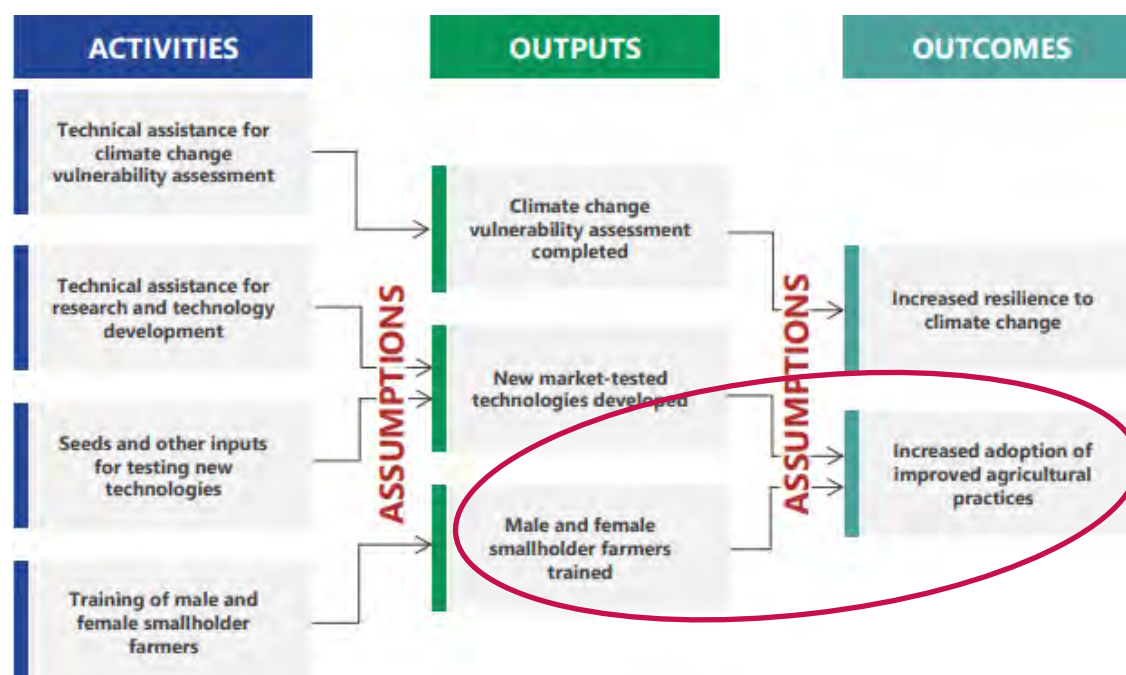 ACTIVITIES
OUTPUTS
OUTCOMES
Technical assistance for
climate change
vulnerability assessment
Technical assistance for
research and technology
development
Seeds and other inputs
for testing new
technologies
Training of male and
female smallholder
farmers
ASSUMPTIONS
Climate change
vulnerability assessment
completed
New market-tested
technologies developed
Male and female
smallholder farmers
trained
ASSUMPTIONS
Increased resilience to
climate change
Increased adoption of
improved agricultural
practices